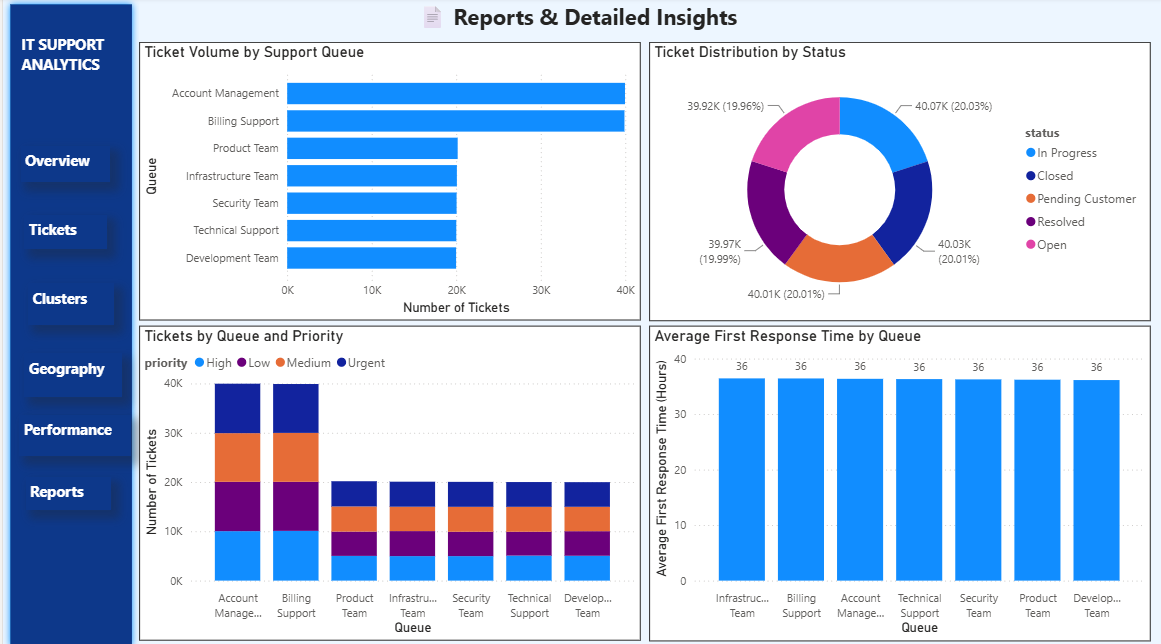 Reports & Detailed Insights
IT SUPPORT
ANALYTICS
Overview
Tickets
Clusters
Geography
Performance
Reports
Ticket Volume by Support Queue
Queue
Account Management
Billing Support
Product Team
Infrastructure Team
Security Team
Technical Support
Development Team
0K 10K 20K 30K 40K
Number of Tickets
Ticket Distribution by Status
39.92K (19.96%)
40.07K (20.03%)
39.97K
(19.99%)
40.03K
(20.01%)
40.01K (20.01%)
status
In Progress
Closed
Pending Customer
Resolved
Open
Tickets by Queue and Priority
priority High Low Medium Urgent
Number of Tickets
40K
30K
20K
10K
0K
Account Manage...
Billing Support
Product Team
Infrastru... Team
Security Team
Technical Support
Develop... Team
Queue
Average First Response Time by Queue
Average First Response Time (Hours)
40
30
20
10
0
36 36 36 36 36 36 36
Infrastruc... Team
Billing Support
Account Manage...
Technical Support
Security Team
Product Team
Develop... Team
Queue